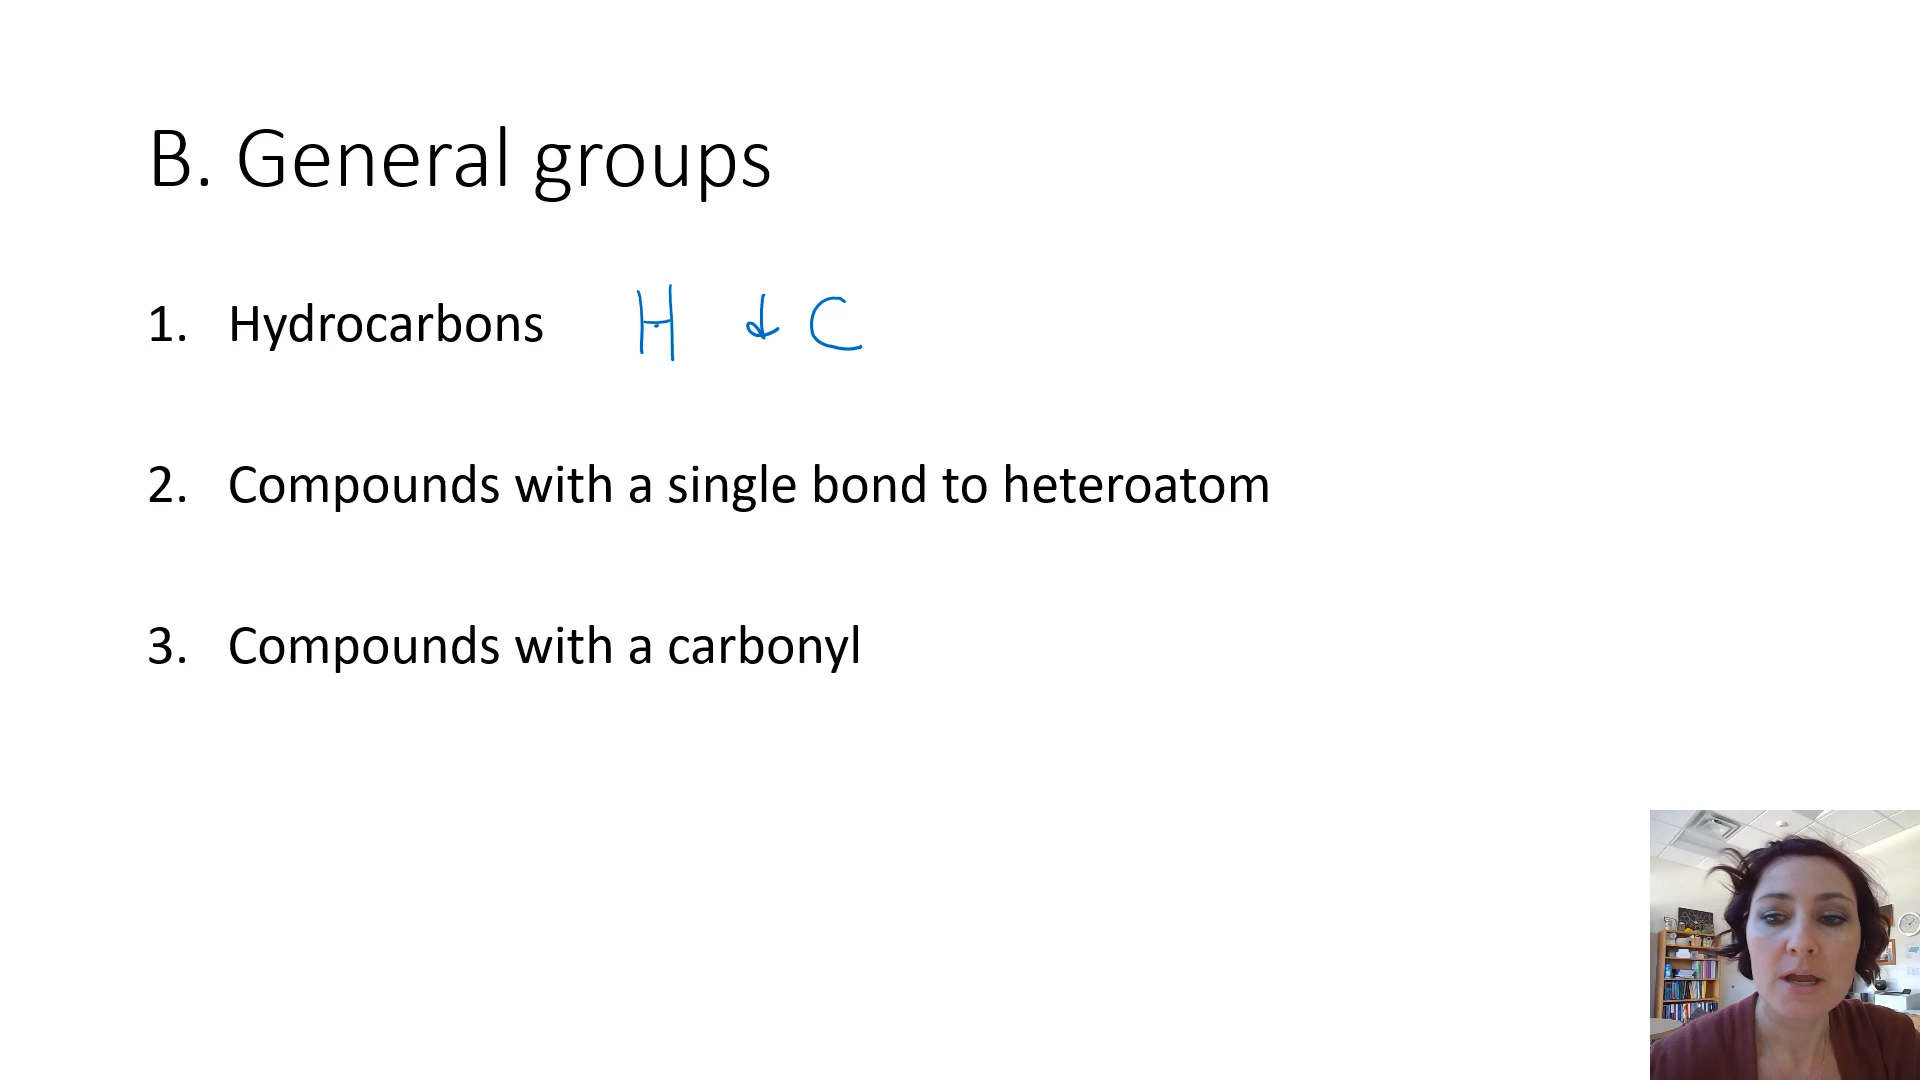 B. General groups
1. Hydrocarbons H & C
2. Compounds with a single bond to heteroatom
3. Compounds with a carbonyl